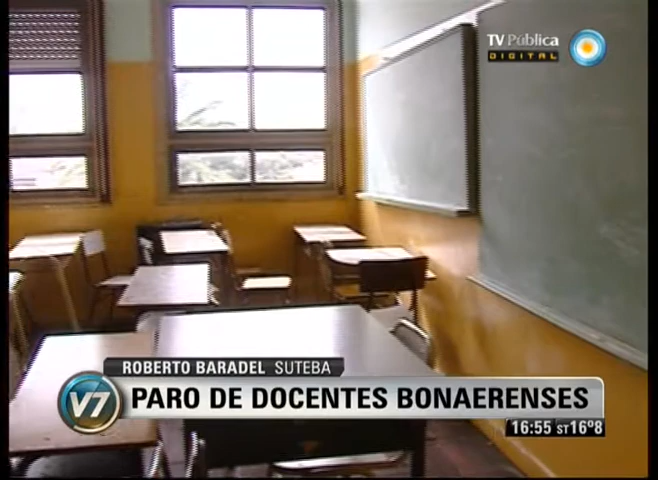 TV Pública
DIGITAL
ROBERTO BARADEL SUTEBA
V7
PARO DE DOCENTES BONAERENSES
16:55 ST16º8